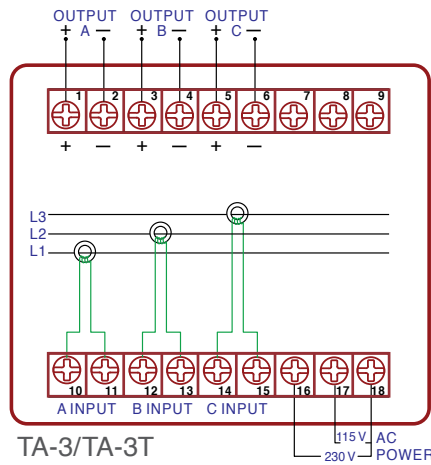 OUTPUT OUTPUT OUTPUT
A B C
+ − + − + −
1 2 3 4 5 6 7 8 9
+ − + − + −
L3
L2
L1
10 11 12 13 14 15 16 17 18
A INPUT B INPUT C INPUT
115 V AC
230 V POWER
TA-3/TA-3T